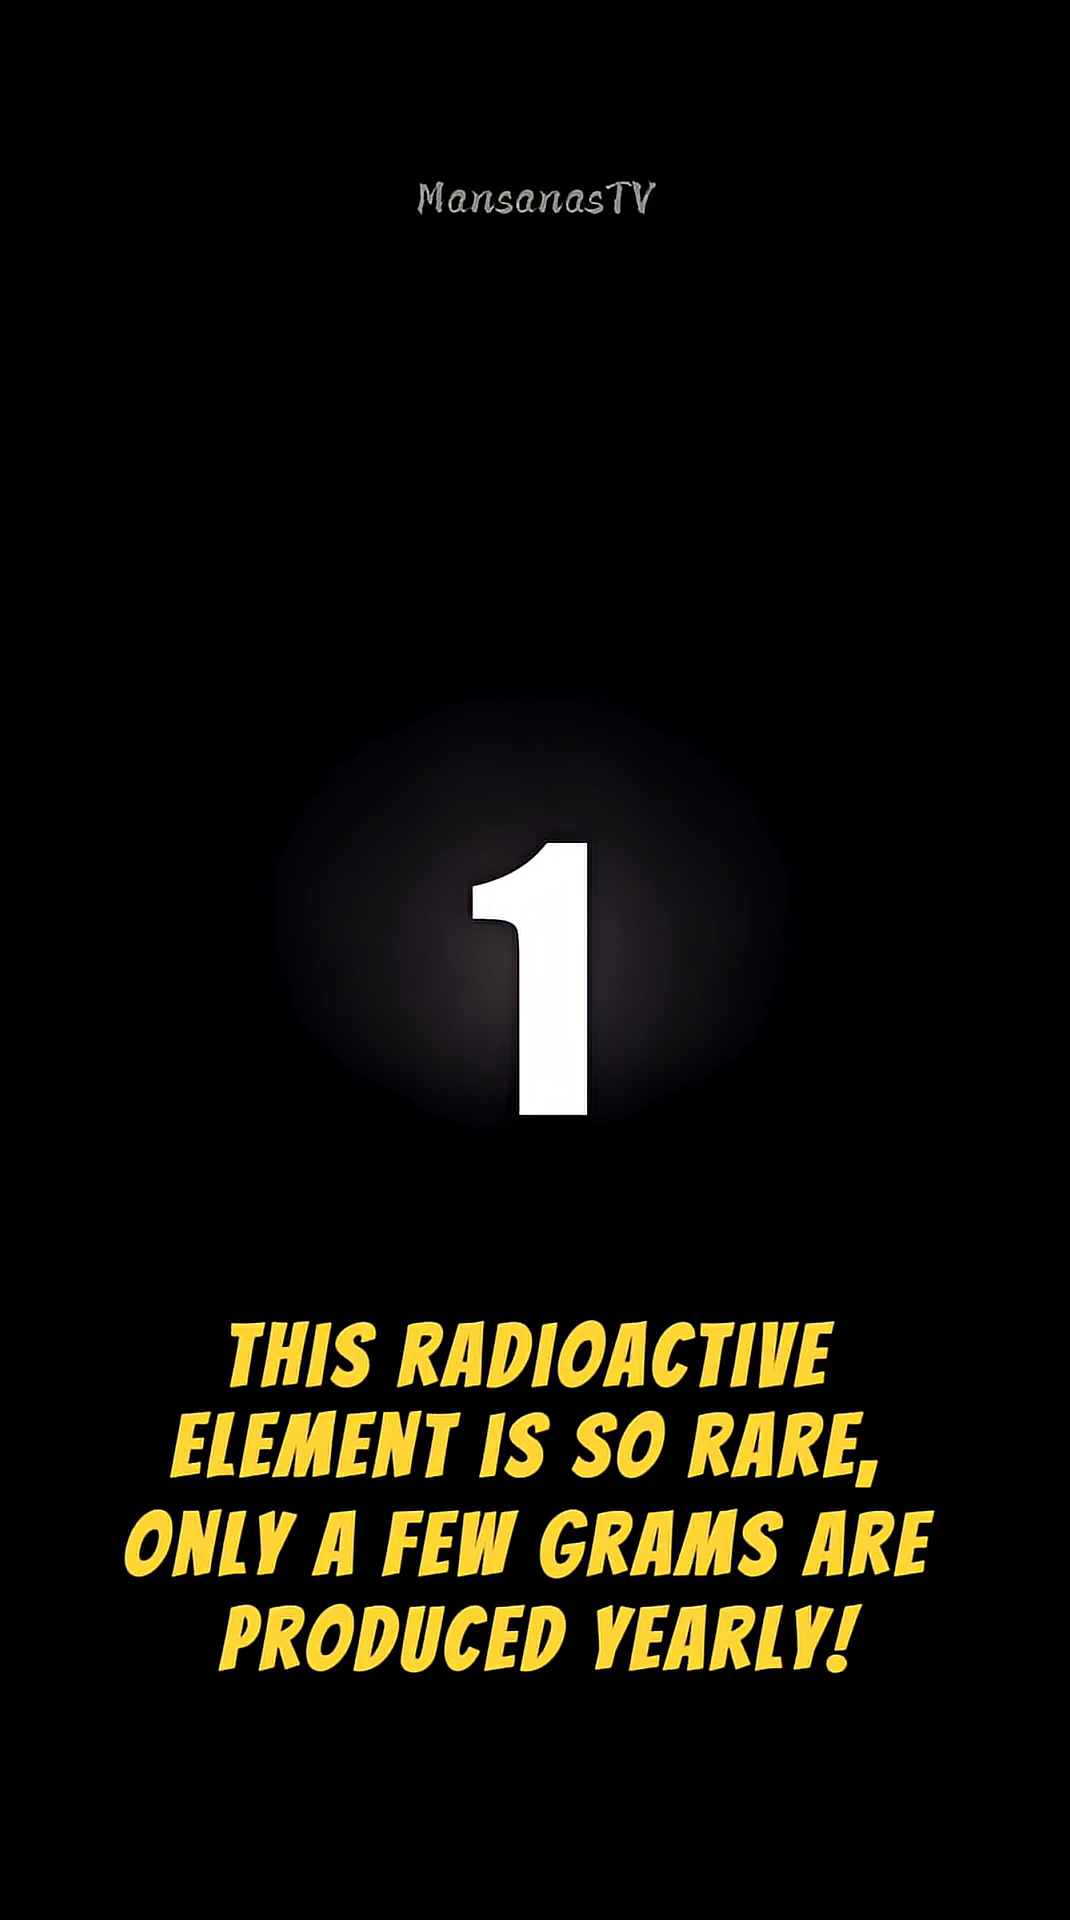 MansanasTV
1
THIS RADIOACTIVE
ELEMENT IS SO RARE,
ONLY A FEW GRAMS ARE
PRODUCED YEARLY!